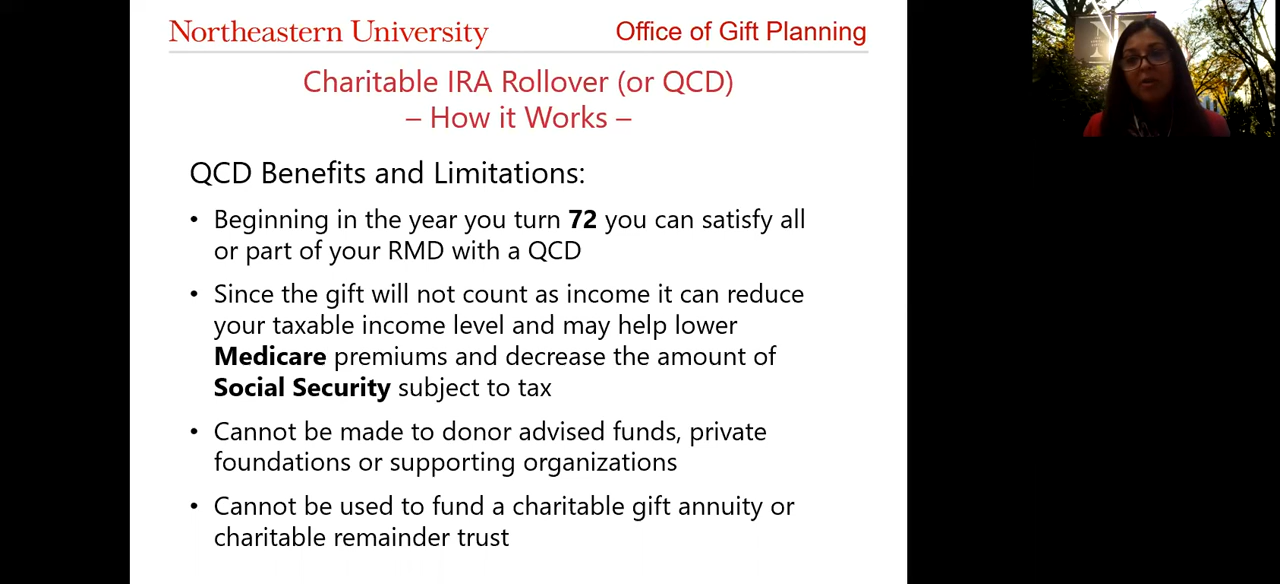 Northeastern University
Office of Gift Planning
Charitable IRA Rollover (or QCD)
– How it Works –
QCD Benefits and Limitations:
• Beginning in the year you turn 72 you can satisfy all
or part of your RMD with a QCD
• Since the gift will not count as income it can reduce
your taxable income level and may help lower
Medicare premiums and decrease the amount of
Social Security subject to tax
• Cannot be made to donor advised funds, private
foundations or supporting organizations
• Cannot be used to fund a charitable gift annuity or
charitable remainder trust